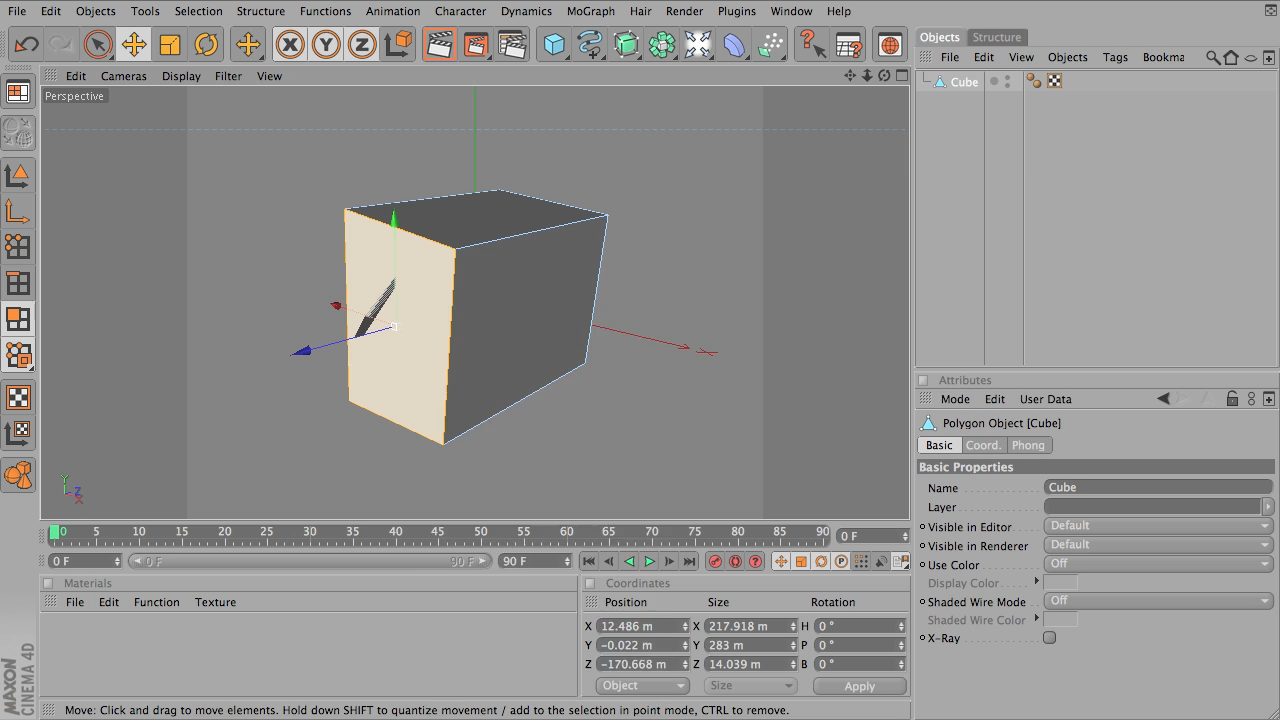 File Edit Objects Tools Selection Structure Functions Animation Character Dynamics MoGraph Hair Render Plugins Window Help
X Y Z
Objects Structure
File Edit View Objects Tags Bookma
Edit Cameras Display Filter View
Cube
Perspective
Attributes
Mode Edit User Data
Polygon Object [Cube]
Basic Coord. Phong
Basic Properties
Name Cube
Layer
Visible in Editor Default
Visible in Renderer Default
Use Color Off
Display Color
Shaded Wire Mode Off
Shaded Wire Color
X-Ray
Y
Z
X
0 5 10 15 20 25 30 35 40 45 50 55 60 65 70 75 80 85 90 0 F
0 F 0 F 90 F 90 F ? P
Materials
File Edit Function Texture
Coordinates
Position Size Rotation
X 12.486 m X 217.918 m H 0 °
Y -0.022 m Y 283 m P 0 °
Z -170.668 m Z 14.039 m B 0 °
Object Size Apply
MAXON
CINEMA 4D
Move: Click and drag to move elements. Hold down SHIFT to quantize movement / add to the selection in point mode, CTRL to remove.